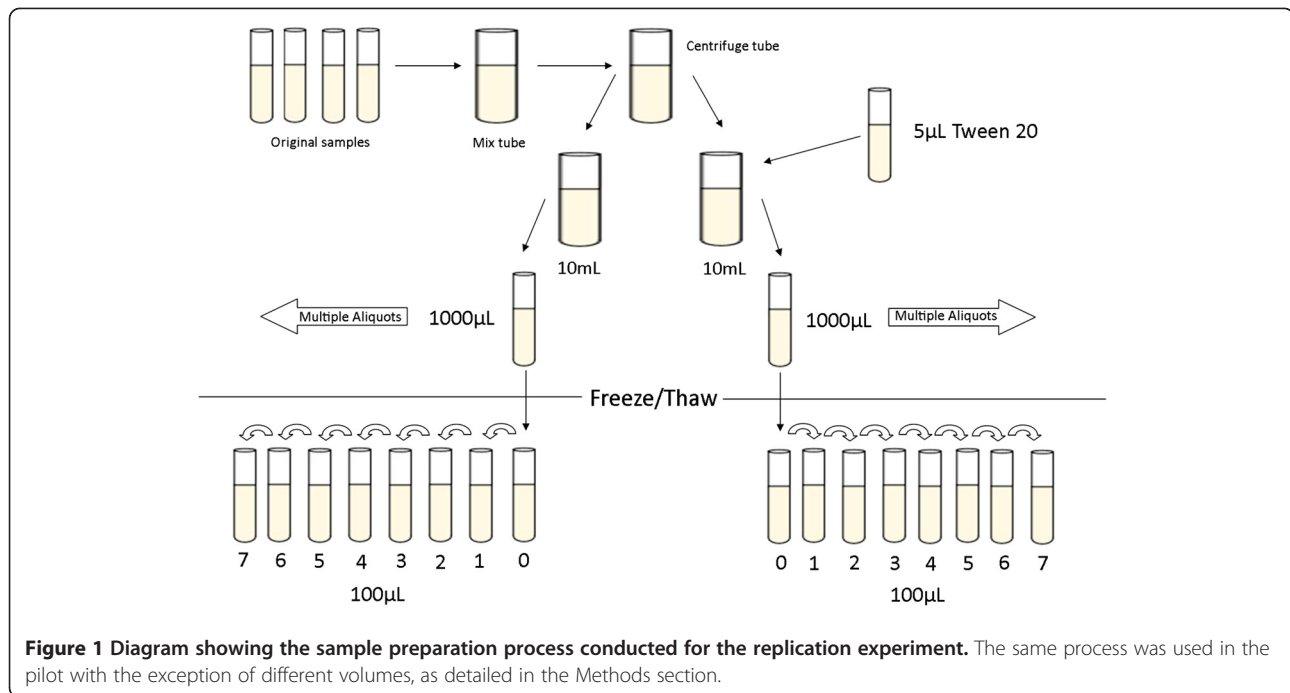 Centrifuge tube
5µL Tween 20
Original samples
Mix tube
10mL
10mL
Multiple Aliquots
1000µL
1000µL
Multiple Aliquots
Freeze/Thaw
7 6 5 4 3 2 1 0
0 1 2 3 4 5 6 7
100µL
100µL
Figure 1 Diagram showing the sample preparation process conducted for the replication experiment. The same process was used in the
pilot with the exception of different volumes, as detailed in the Methods section.